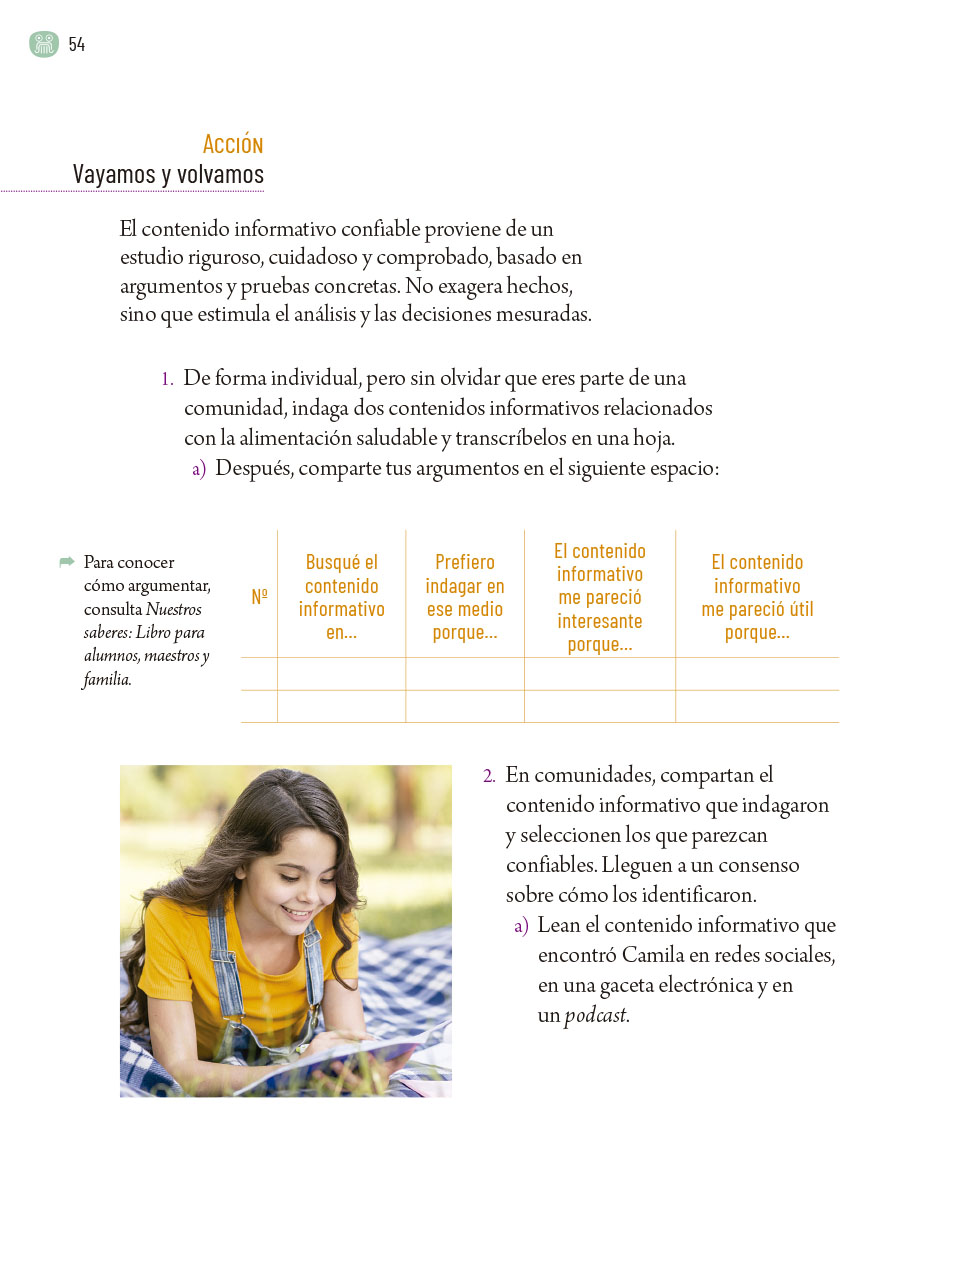 54
Acción
Vayamos y volvamos
El contenido informativo confiable proviene de un
estudio riguroso, cuidadoso y comprobado, basado en
argumentos y pruebas concretas. No exagera hechos,
sino que estimula el análisis y las decisiones mesuradas.
1. De forma individual, pero sin olvidar que eres parte de una
comunidad, indaga dos contenidos informativos relacionados
con la alimentación saludable y transcríbelos en una hoja.
a) Después, comparte tus argumentos en el siguiente espacio:
Para conocer
cómo argumentar,
consulta Nuestros
saberes: Libro para
alumnos, maestros y
familia.
Nº
Busqué el
contenido
informativo
en...
Prefiero
indagar en
ese medio
porque...
El contenido
informativo
me pareció
interesante
porque...
El contenido
informativo
me pareció útil
porque...
2. En comunidades, compartan el
contenido informativo que indagaron
y seleccionen los que parezcan
confiables. Lleguen a un consenso
sobre cómo los identificaron.
a) Lean el contenido informativo que
encontró Camila en redes sociales,
en una gaceta electrónica y en
un podcast.